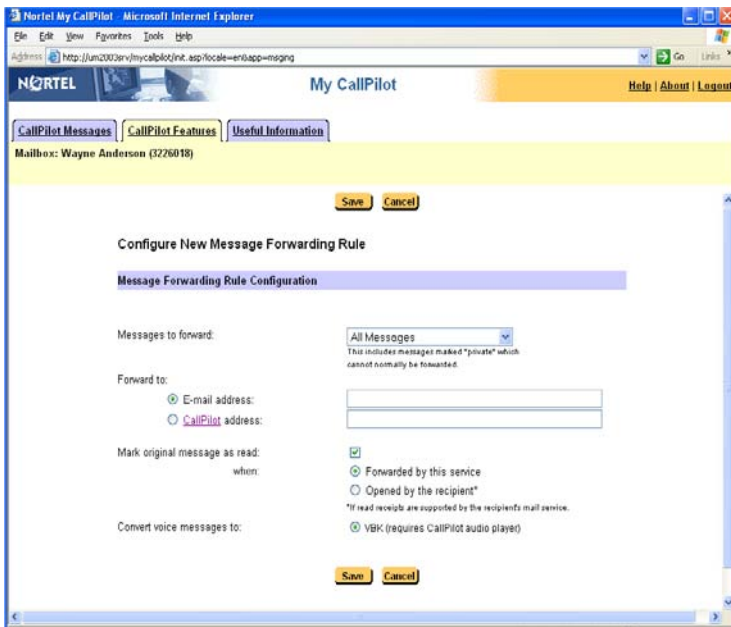 Nortel My CallPilot - Microsoft Internet Explorer
File Edit View Favorites Tools Help
Address http://um2003srv/mycallpilot/init.asp?locale=en&app=msging Go Links »
NORTEL My CallPilot Help | About | Logout
CallPilot Messages CallPilot Features Useful Information
Mailbox: Wayne Anderson (3226018)
Save Cancel
Configure New Message Forwarding Rule
Message Forwarding Rule Configuration
Messages to forward: All Messages
This includes messages marked "private" which
cannot normally be forwarded.
Forward to:
E-mail address:
CallPilot address:
Mark original message as read:
when: Forwarded by this service
Opened by the recipient*
*If read receipts are supported by the recipient's mail service.
Convert voice messages to: VBK (requires CallPilot audio player)
Save Cancel